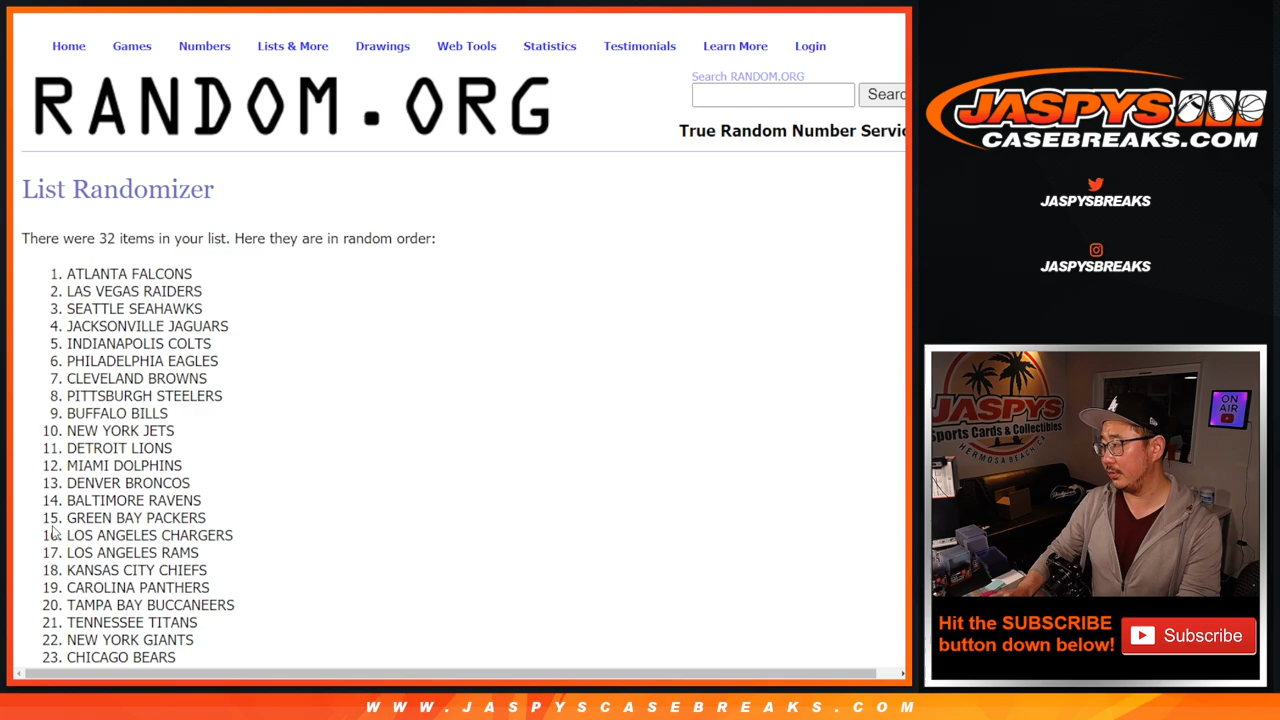 Home Games Numbers Lists & More Drawings Web Tools Statistics Testimonials Learn More Login
RANDOM.ORG
Search RANDOM.ORG
Searc
True Random Number Servic
List Randomizer
There were 32 items in your list. Here they are in random order:
1. ATLANTA FALCONS
2. LAS VEGAS RAIDERS
3. SEATTLE SEAHAWKS
4. JACKSONVILLE JAGUARS
5. INDIANAPOLIS COLTS
6. PHILADELPHIA EAGLES
7. CLEVELAND BROWNS
8. PITTSBURGH STEELERS
9. BUFFALO BILLS
10. NEW YORK JETS
11. DETROIT LIONS
12. MIAMI DOLPHINS
13. DENVER BRONCOS
14. BALTIMORE RAVENS
15. GREEN BAY PACKERS
16. LOS ANGELES CHARGERS
17. LOS ANGELES RAMS
18. KANSAS CITY CHIEFS
19. CAROLINA PANTHERS
20. TAMPA BAY BUCCANEERS
21. TENNESSEE TITANS
22. NEW YORK GIANTS
23. CHICAGO BEARS
JASPYS
CASEBREAKS.COM
JASPYSBREAKS
JASPYSBREAKS
JASPYS
Sports Cards & Collectibles
HERMOSA BEACH, CA
ON
AIR
Hit the SUBSCRIBE
button down below!
Subscribe
WWW.JASPYSCASEBREAKS.COM